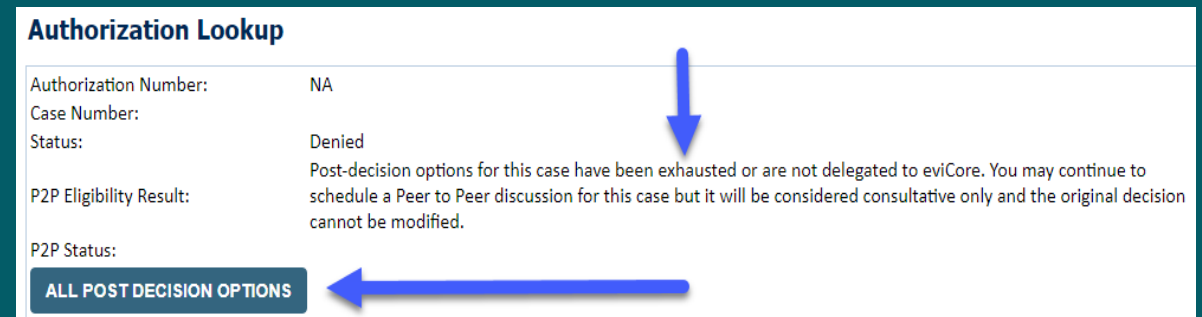 Authorization Lookup
Authorization Number: NA
Case Number:
Status: Denied
Post-decision options for this case have been exhausted or are not delegated to eviCore. You may continue to
P2P Eligibility Result: schedule a Peer to Peer discussion for this case but it will be considered consultative only and the original decision
cannot be modified.
P2P Status:
ALL POST DECISION OPTIONS